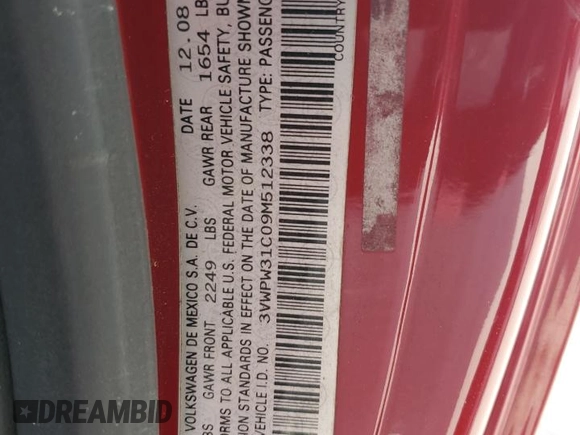 VOLKSWAGEN DE MEXICO S.A. DE C.V. DATE 12.08
GAWR FRONT 2249 LBS GAWR REAR 1654 LB
TO ALL APPLICABLE U.S. FEDERAL MOTOR VEHICLE SAFETY, BU
STANDARDS IN EFFECT ON THE DATE OF MANUFACTURE SHOWN
VEHICLE I.D. NO. 3VWPW31C09M512338 TYPE: PASSENG
COUNTRY
DREAMBID